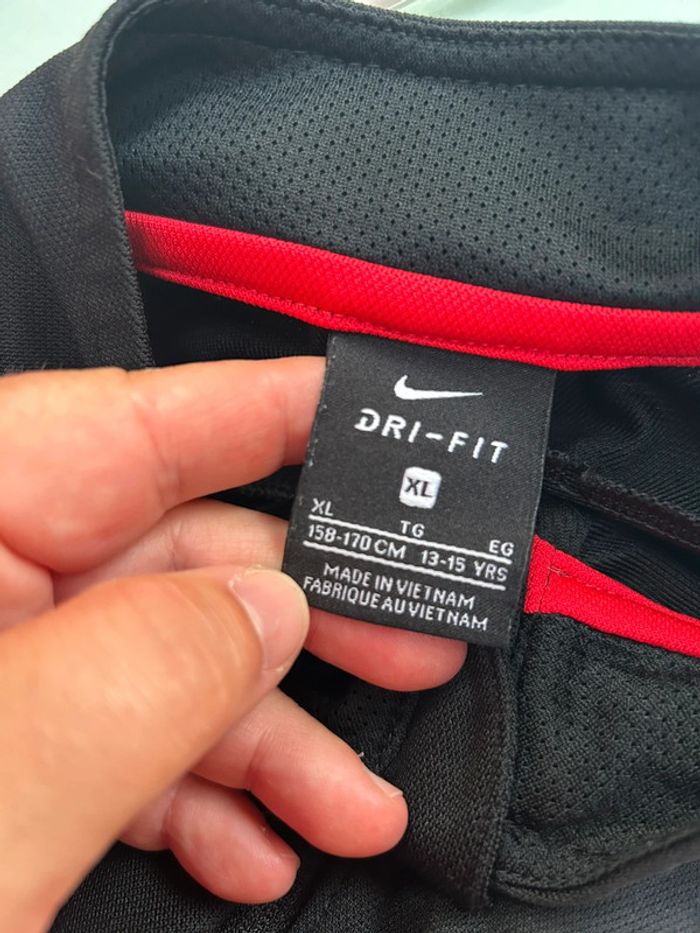 DRI-FIT
XL
XL TG EG
158-170 CM 13-15 YRS
MADE IN VIETNAM
FABRIQUE AU VIETNAM